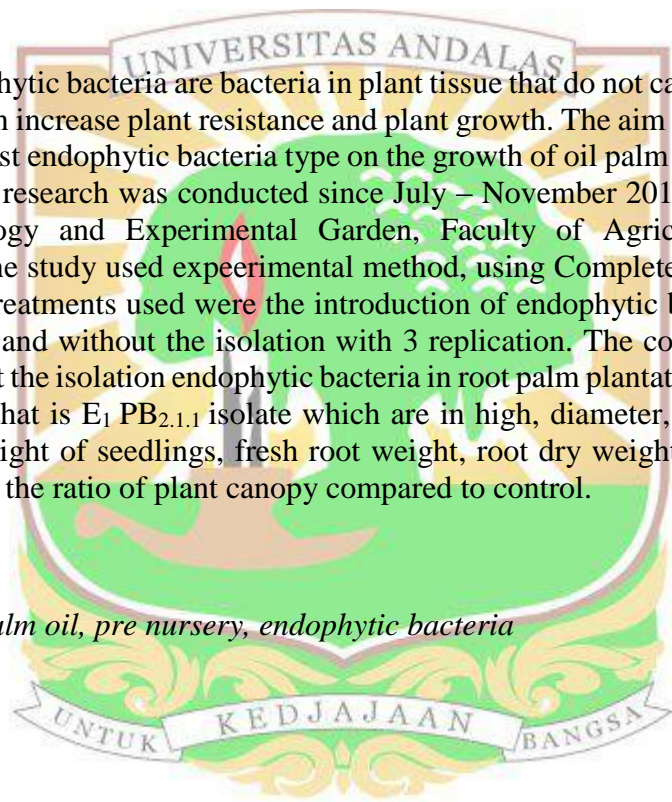 UNIVERSITAS ANDALAS
hytic bacteria are bacteria in plant tissue that do not ca
n increase plant resistance and plant growth. The aim
st endophytic bacteria type on the growth of oil palm
research was conducted since July – November 201
ogy and Experimental Garden, Faculty of Agric
ne study used expeerimental method, using Complete
reatments used were the introduction of endophytic b
and without the isolation with 3 replication. The co
t the isolation endophytic bacteria in root palm plantat
hat is E1 PB2.1.1 isolate which are in high, diameter,
ight of seedlings, fresh root weight, root dry weight
the ratio of plant canopy compared to control.
alm oil, pre nursery, endophytic bacteria
UNTUK KEDJAJAAN BANGSA